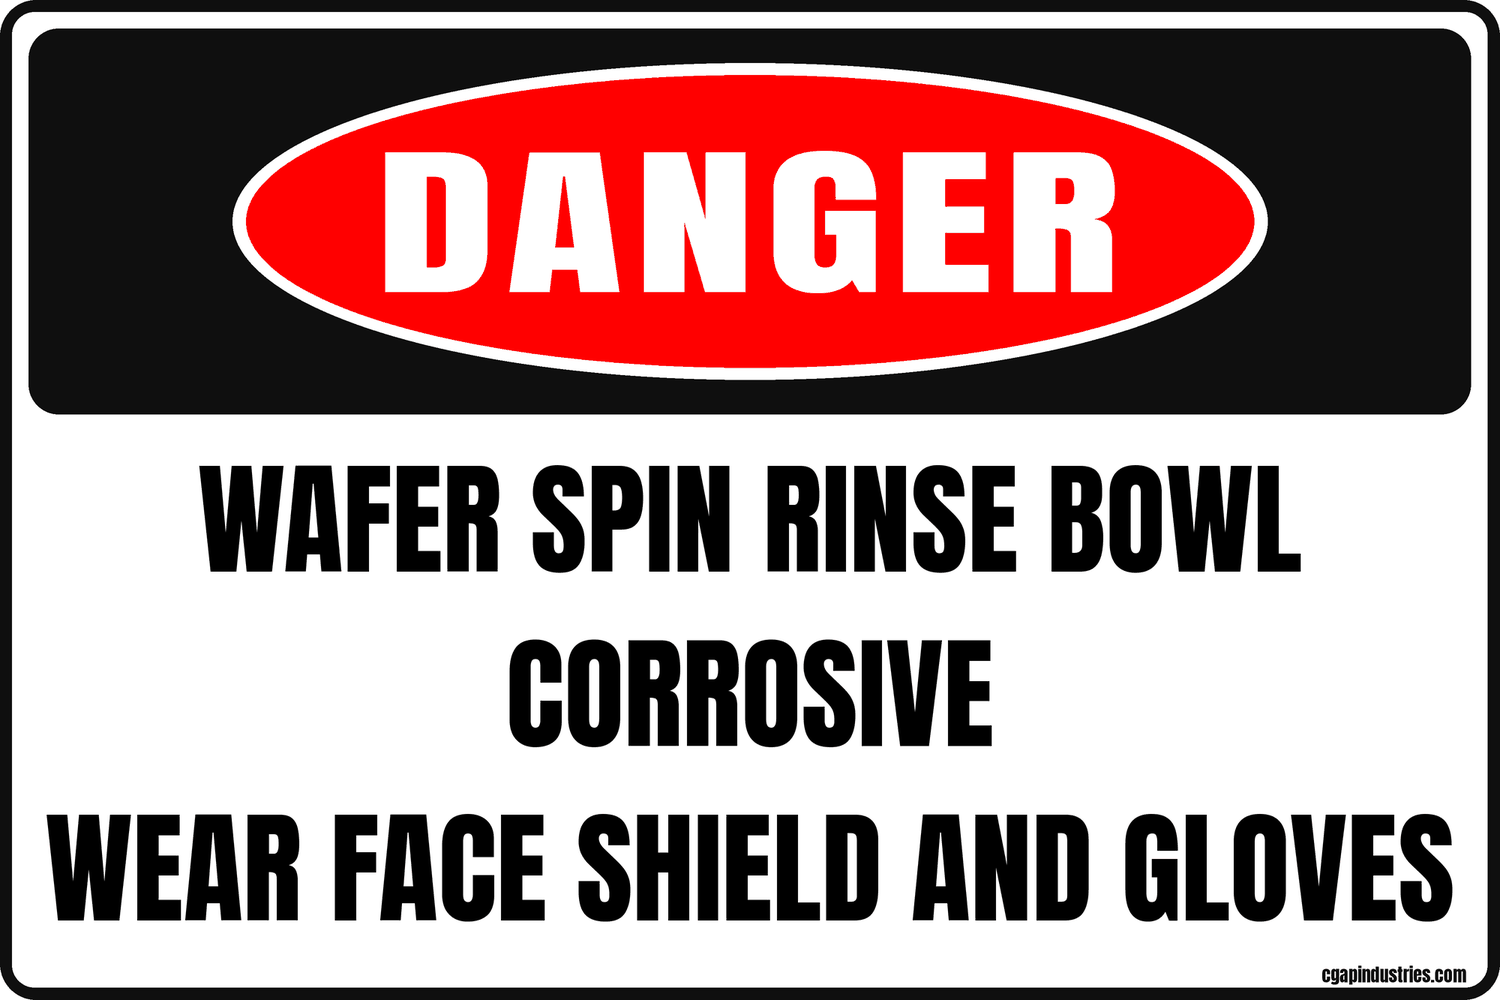 DANGER
WAFER SPIN RINSE BOWL
CORROSIVE
WEAR FACE SHIELD AND GLOVES
cgapindustries.com